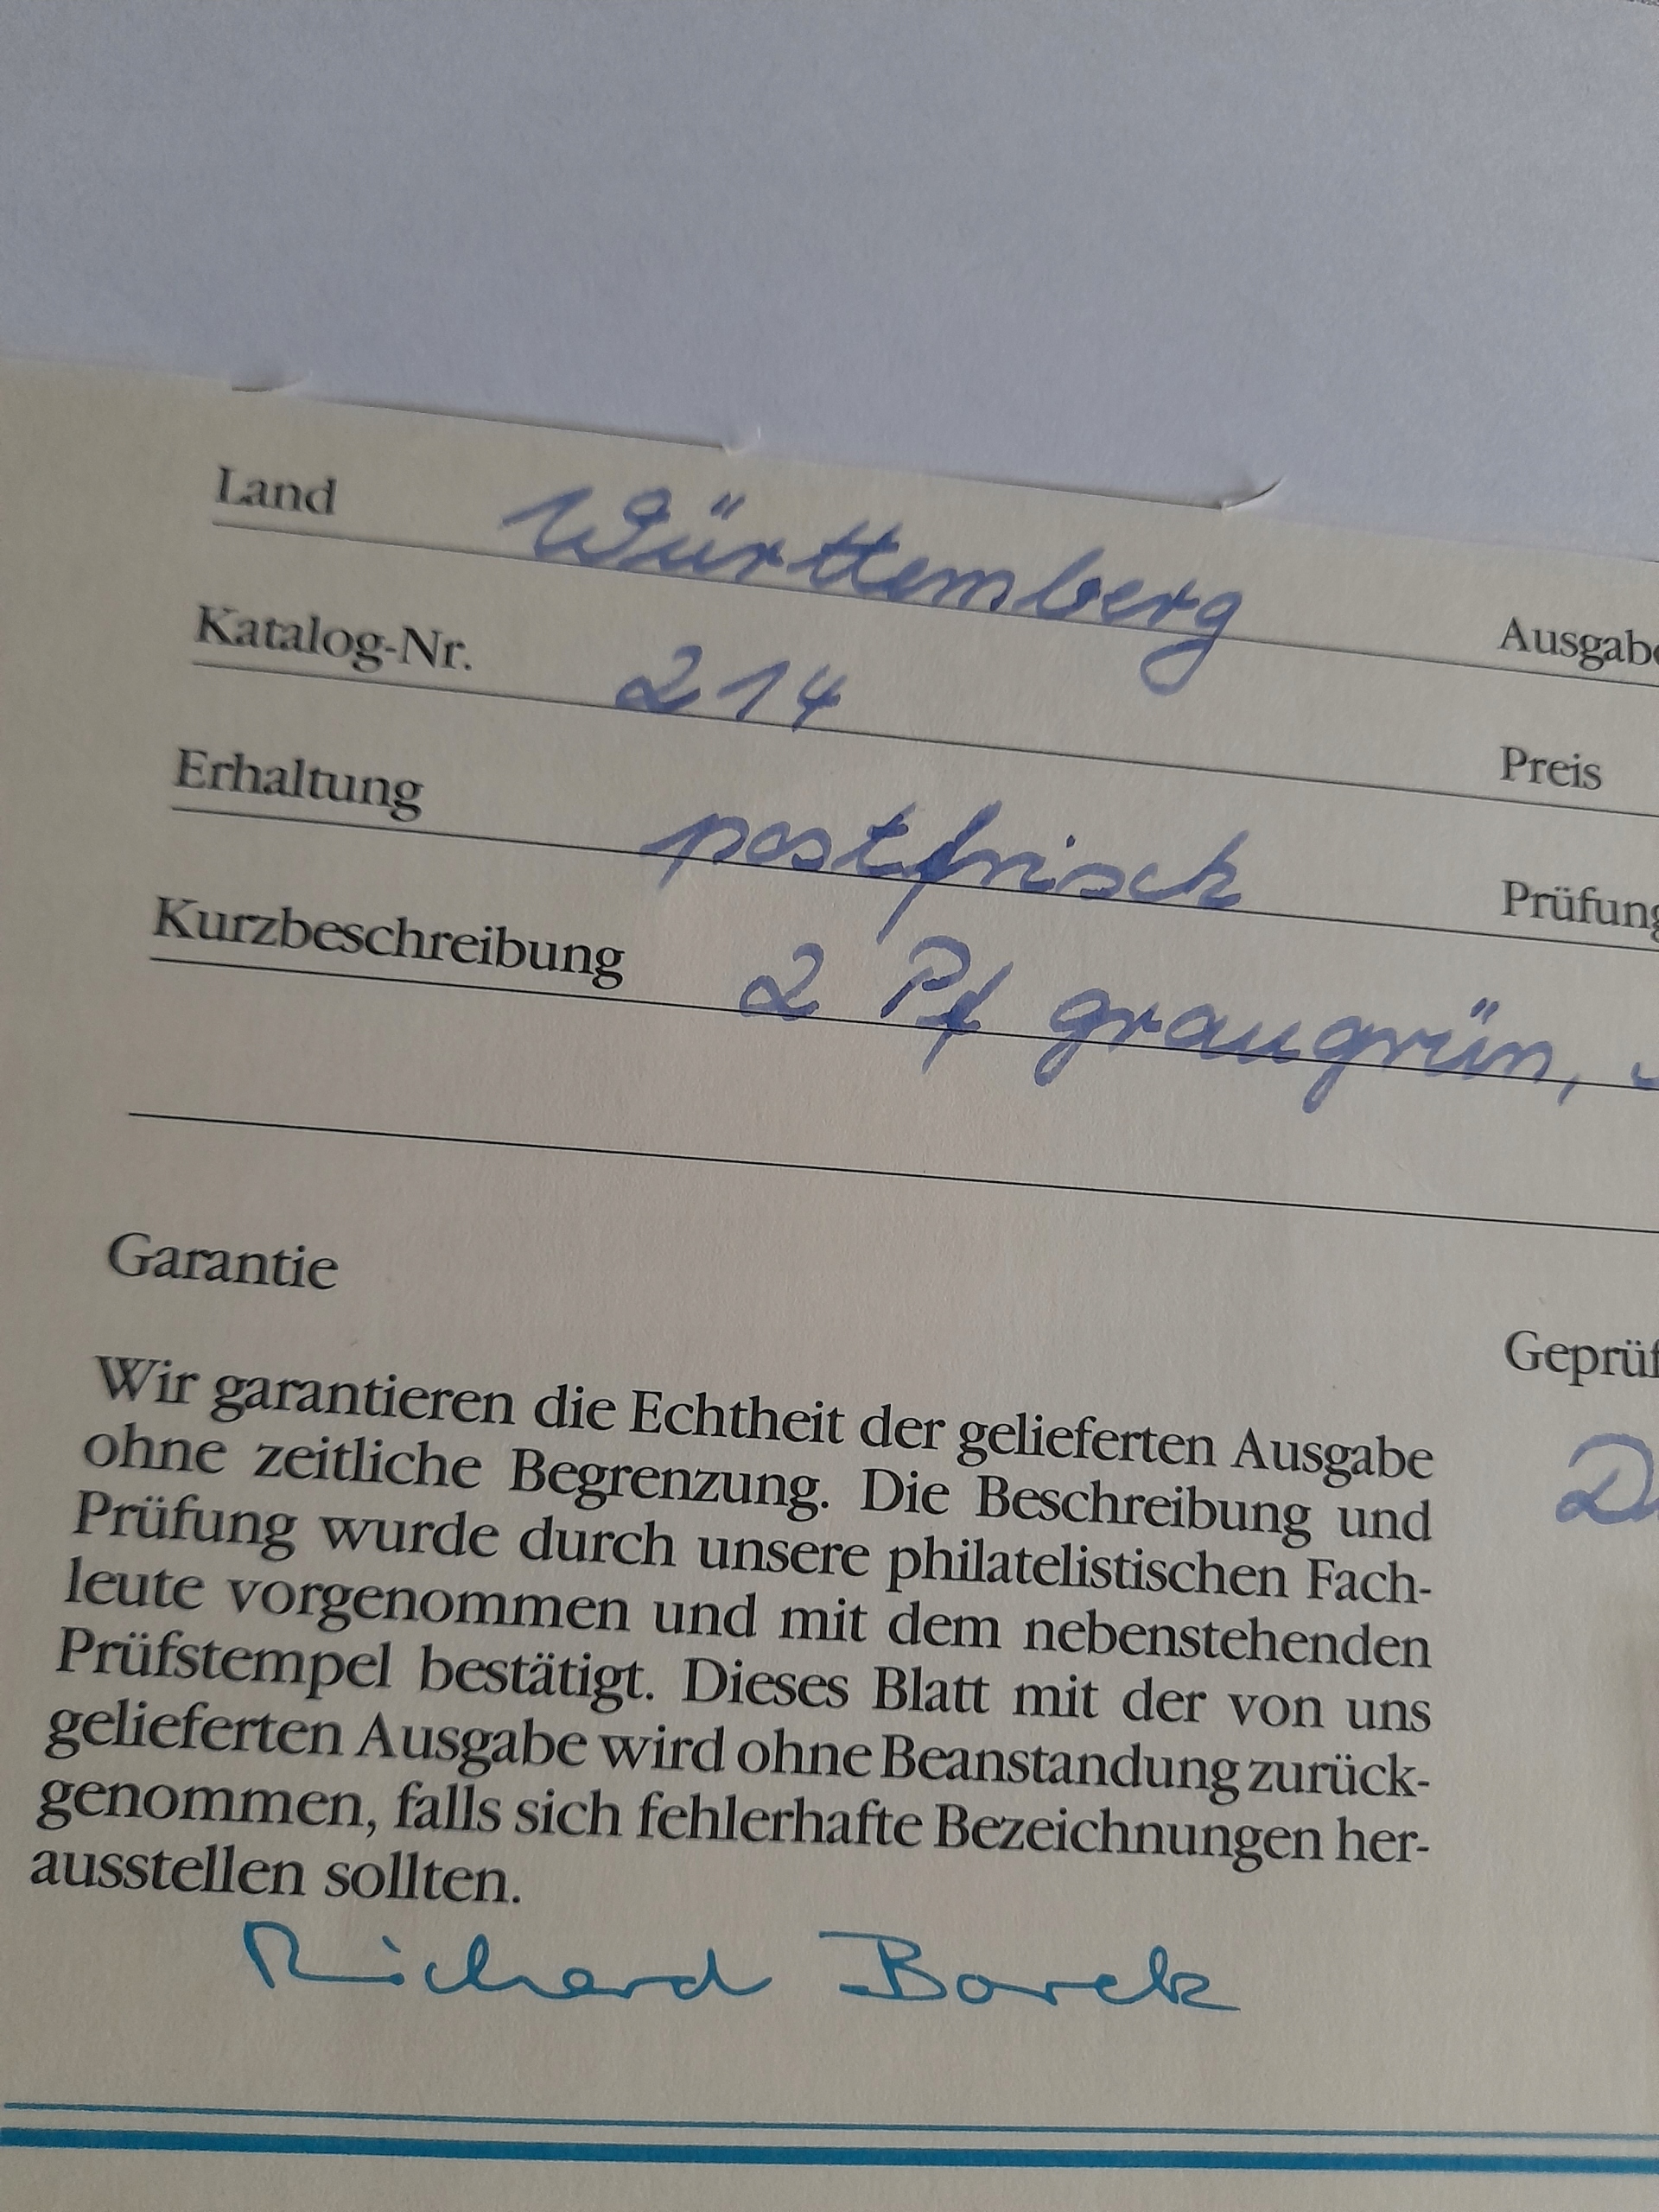 Land Württemberg Ausgabe
Katalog-Nr. 214 Preis
Erhaltung postfrisch Prüfung
Kurzbeschreibung 2 Pf graugrün,
Garantie
Geprüf
Wir garantieren die Echtheit der gelieferten Ausgabe
ohne zeitliche Begrenzung. Die Beschreibung und
Prüfung wurde durch unsere philatelistischen Fach-
leute vorgenommen und mit dem nebenstehenden
Prüfstempel bestätigt. Dieses Blatt mit der von uns
gelieferten Ausgabe wird ohne Beanstandung zurück-
genommen, falls sich fehlerhafte Bezeichnungen her-
ausstellen sollten.
Richard Borek